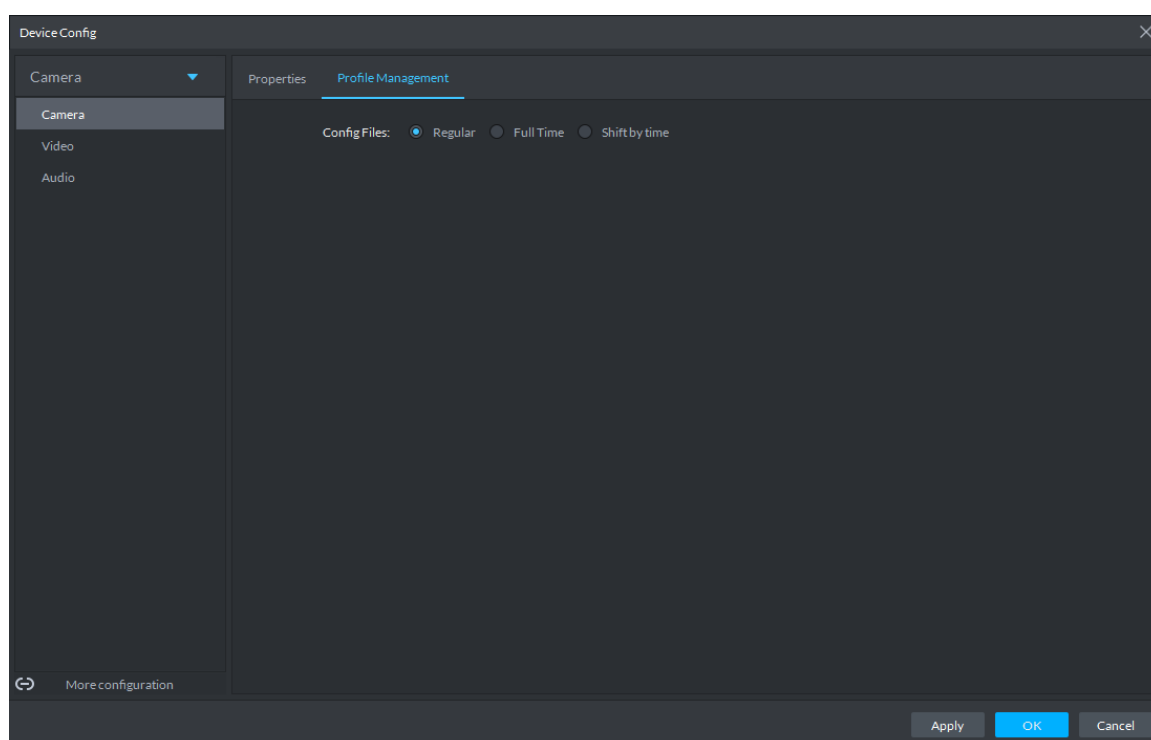 Device Config
Camera
Properties Profile Management
Camera
Config Files: Regular Full Time Shift by time
Video
Audio
More configuration
Apply OK Cancel